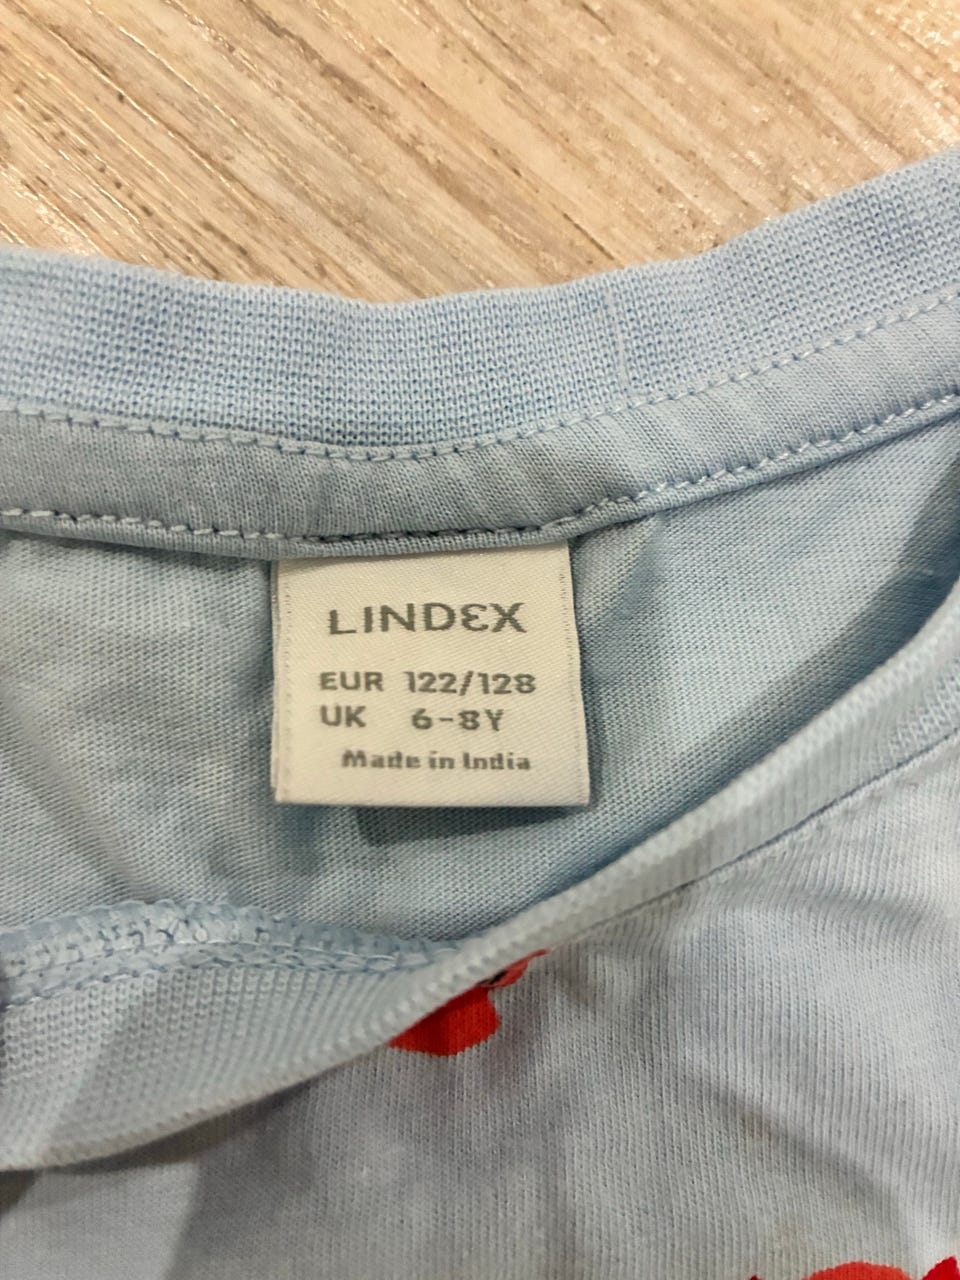 LINDEX
EUR 122/128
UK 6-8Y
Made in India